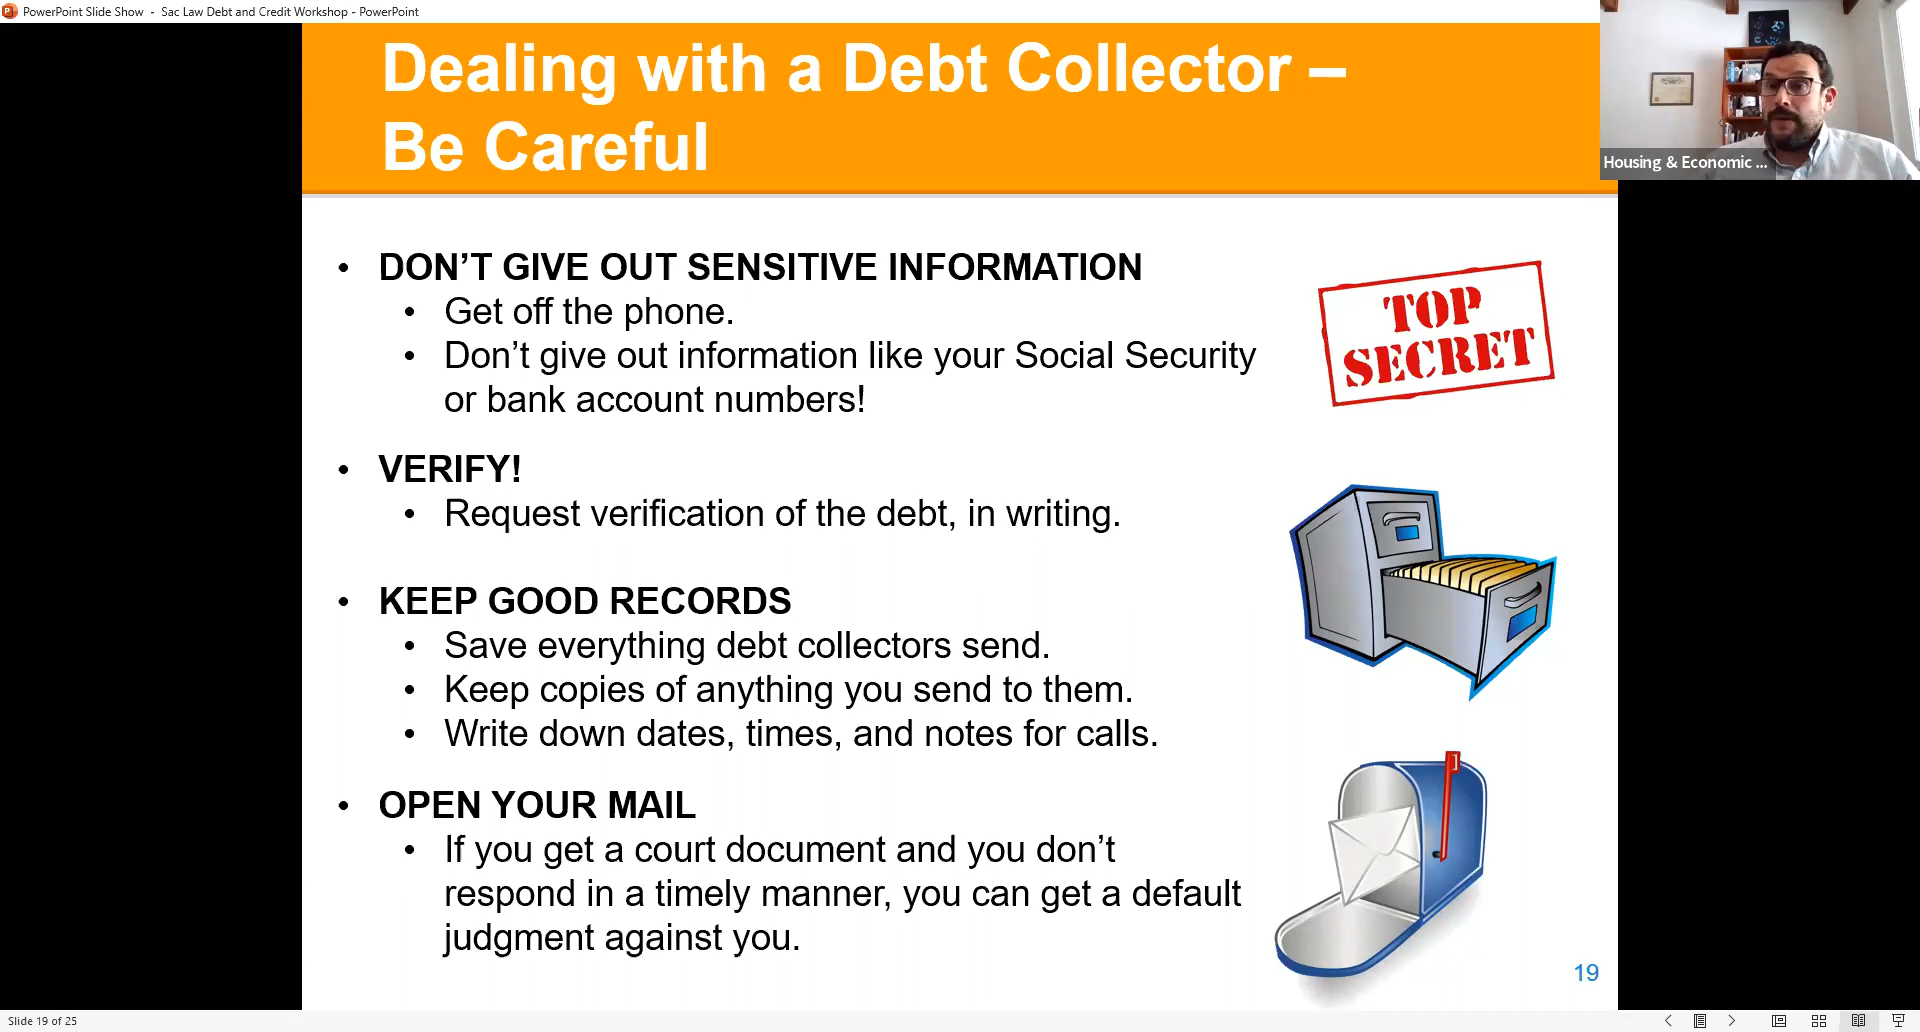 PowerPoint Slide Show - Sac Law Debt and Credit Workshop - PowerPoint
Dealing with a Debt Collector –
Be Careful
Housing & Economic ...
• DON’T GIVE OUT SENSITIVE INFORMATION
• Get off the phone.
• Don’t give out information like your Social Security
or bank account numbers!
TOP
SECRET
• VERIFY!
• Request verification of the debt, in writing.
• KEEP GOOD RECORDS
• Save everything debt collectors send.
• Keep copies of anything you send to them.
• Write down dates, times, and notes for calls.
• OPEN YOUR MAIL
• If you get a court document and you don’t
respond in a timely manner, you can get a default
judgment against you.
19
Slide 19 of 25